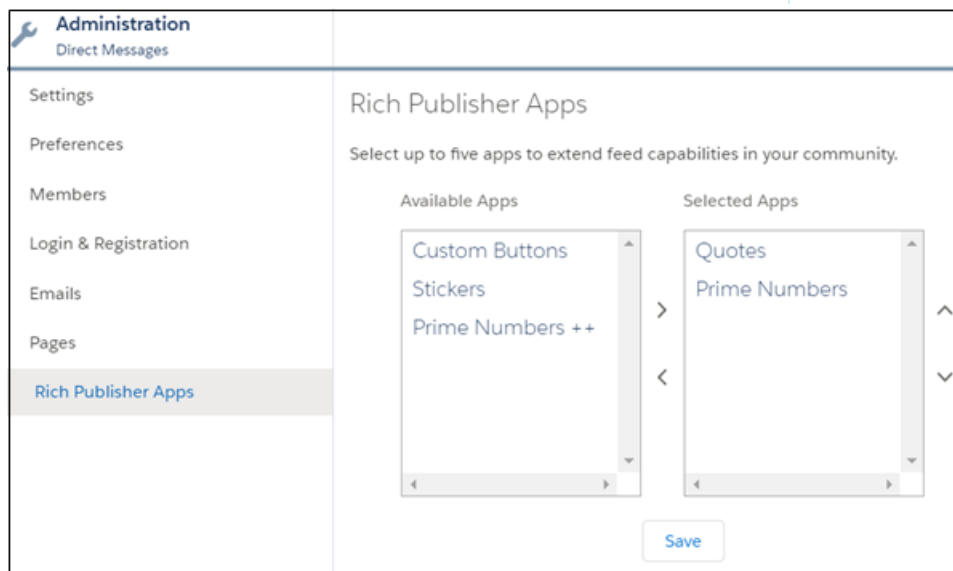 Administration
Direct Messages
Settings
Preferences
Members
Login & Registration
Emails
Pages
Rich Publisher Apps
Rich Publisher Apps
Select up to five apps to extend feed capabilities in your community.
Available Apps
Custom Buttons
Stickers
Prime Numbers ++
Selected Apps
Quotes
Prime Numbers
Save